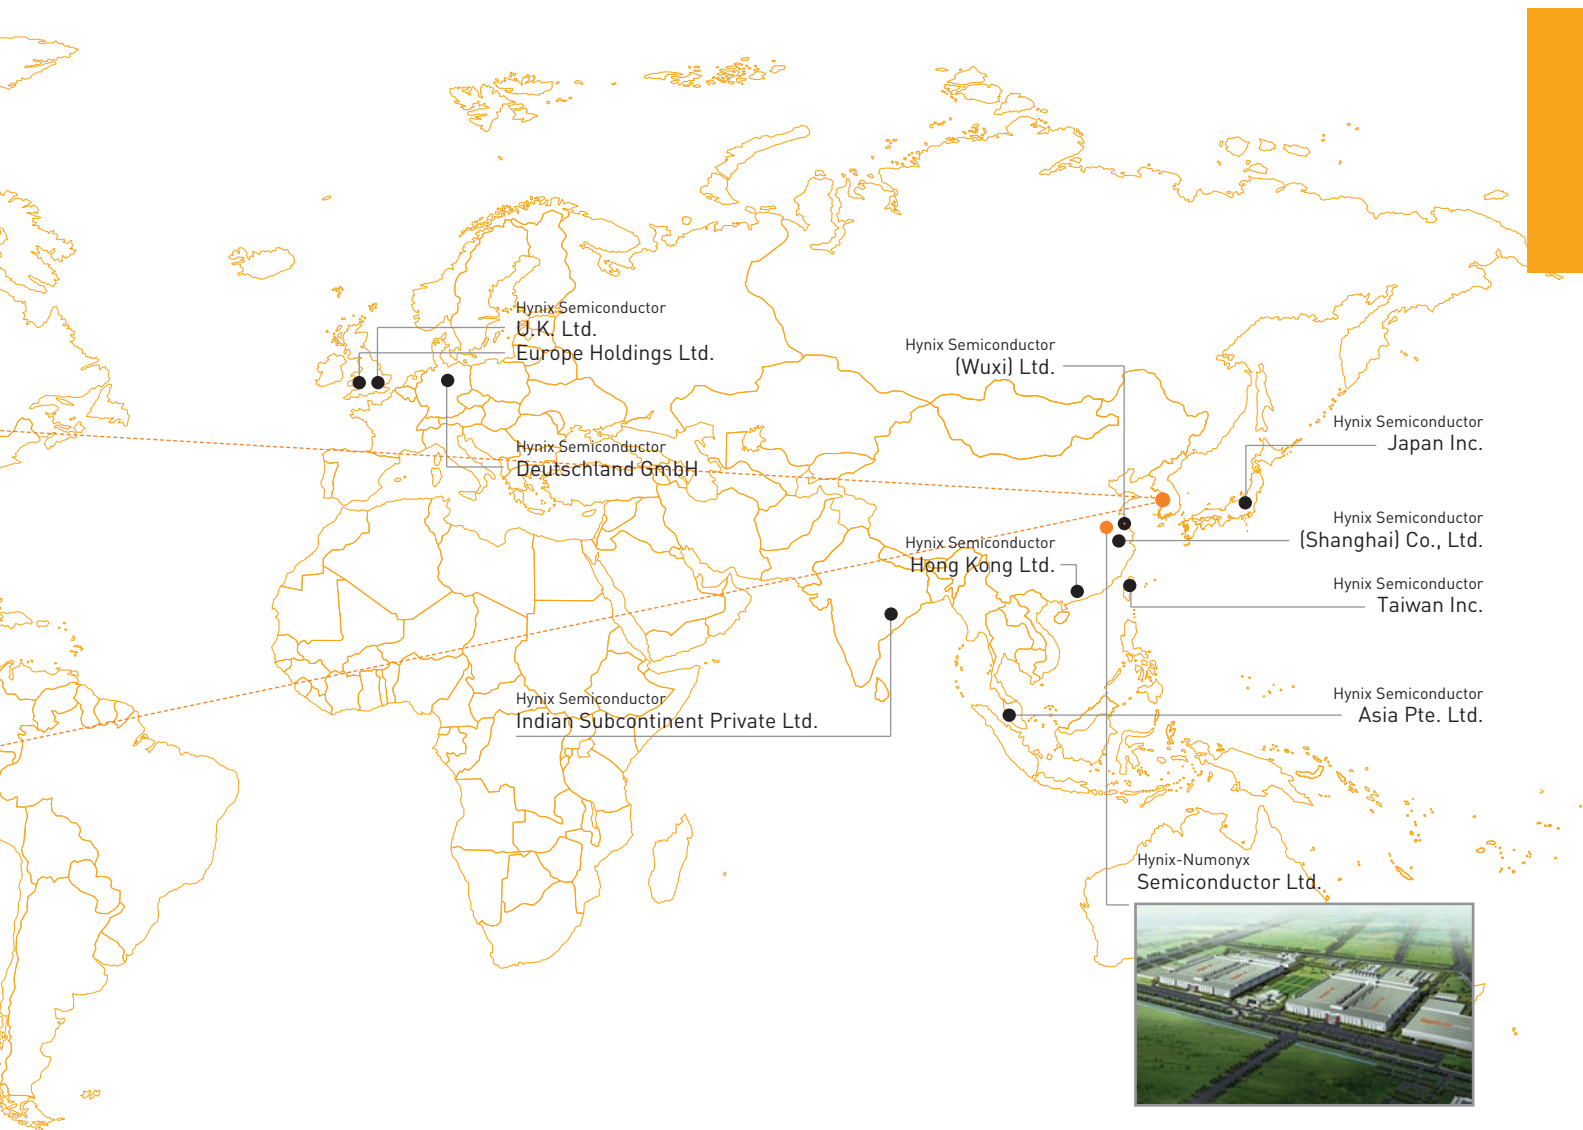 Hynix Semiconductor
U.K. Ltd.
Europe Holdings Ltd.
Hynix Semiconductor
(Wuxi) Ltd.
Hynix Semiconductor
Japan Inc.
Hynix Semiconductor
Deutschland GmbH
Hynix Semiconductor
(Shanghai) Co., Ltd.
Hynix Semiconductor
Hong Kong Ltd.
Hynix Semiconductor
Taiwan Inc.
Hynix Semiconductor
Indian Subcontinent Private Ltd.
Hynix Semiconductor
Asia Pte. Ltd.
Hynix-Numonyx
Semiconductor Ltd.